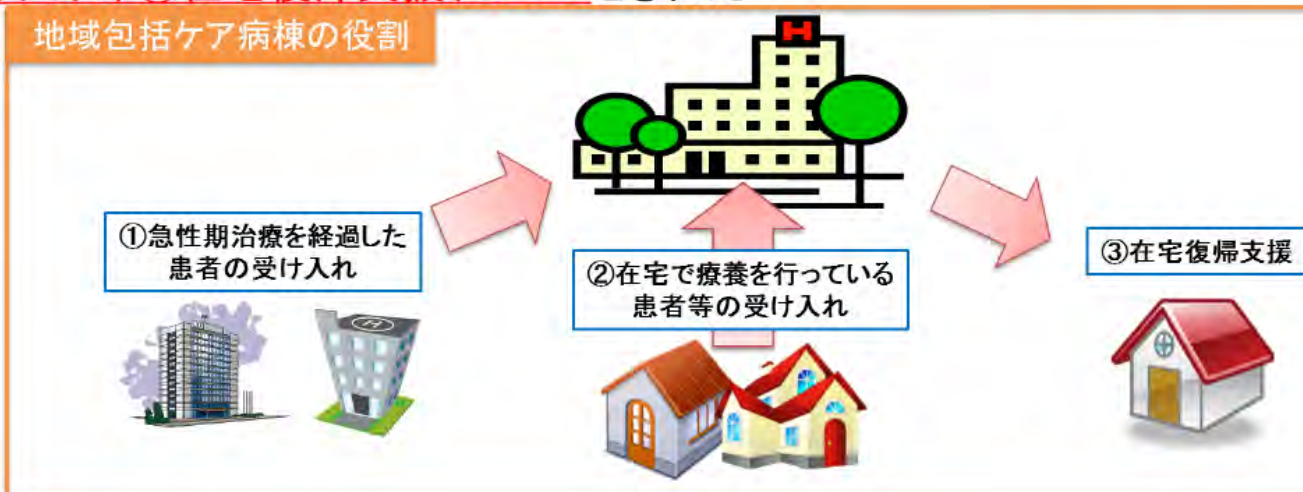 地域包括ケア病棟の役割
H
①急性期治療を経過した
患者の受け入れ
②在宅で療養を行っている
患者等の受け入れ
③在宅復帰支援
H